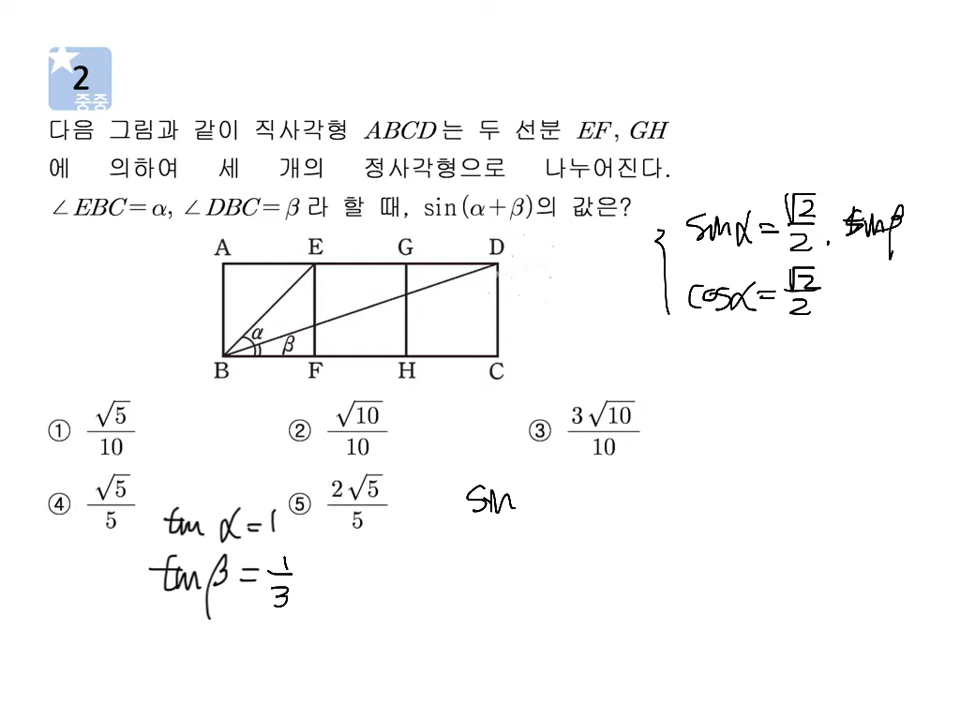 2
중중
다음 그림과 같이 직사각형 ABCD는 두 선분 EF, GH
에 의하여 세 개의 정사각형으로 나누어진다.
∠EBC=α, ∠DBC=β라 할 때, sin(α+β)의 값은?
sinα=√2/2. tanβ
cosα=√2/2
A E G D
α β
B F H C
① √5/10 ② √10/10 ③ 3√10/10
④ √5/5 ⑤ 2√5/5
sin
tan α=1
tan β=1/3